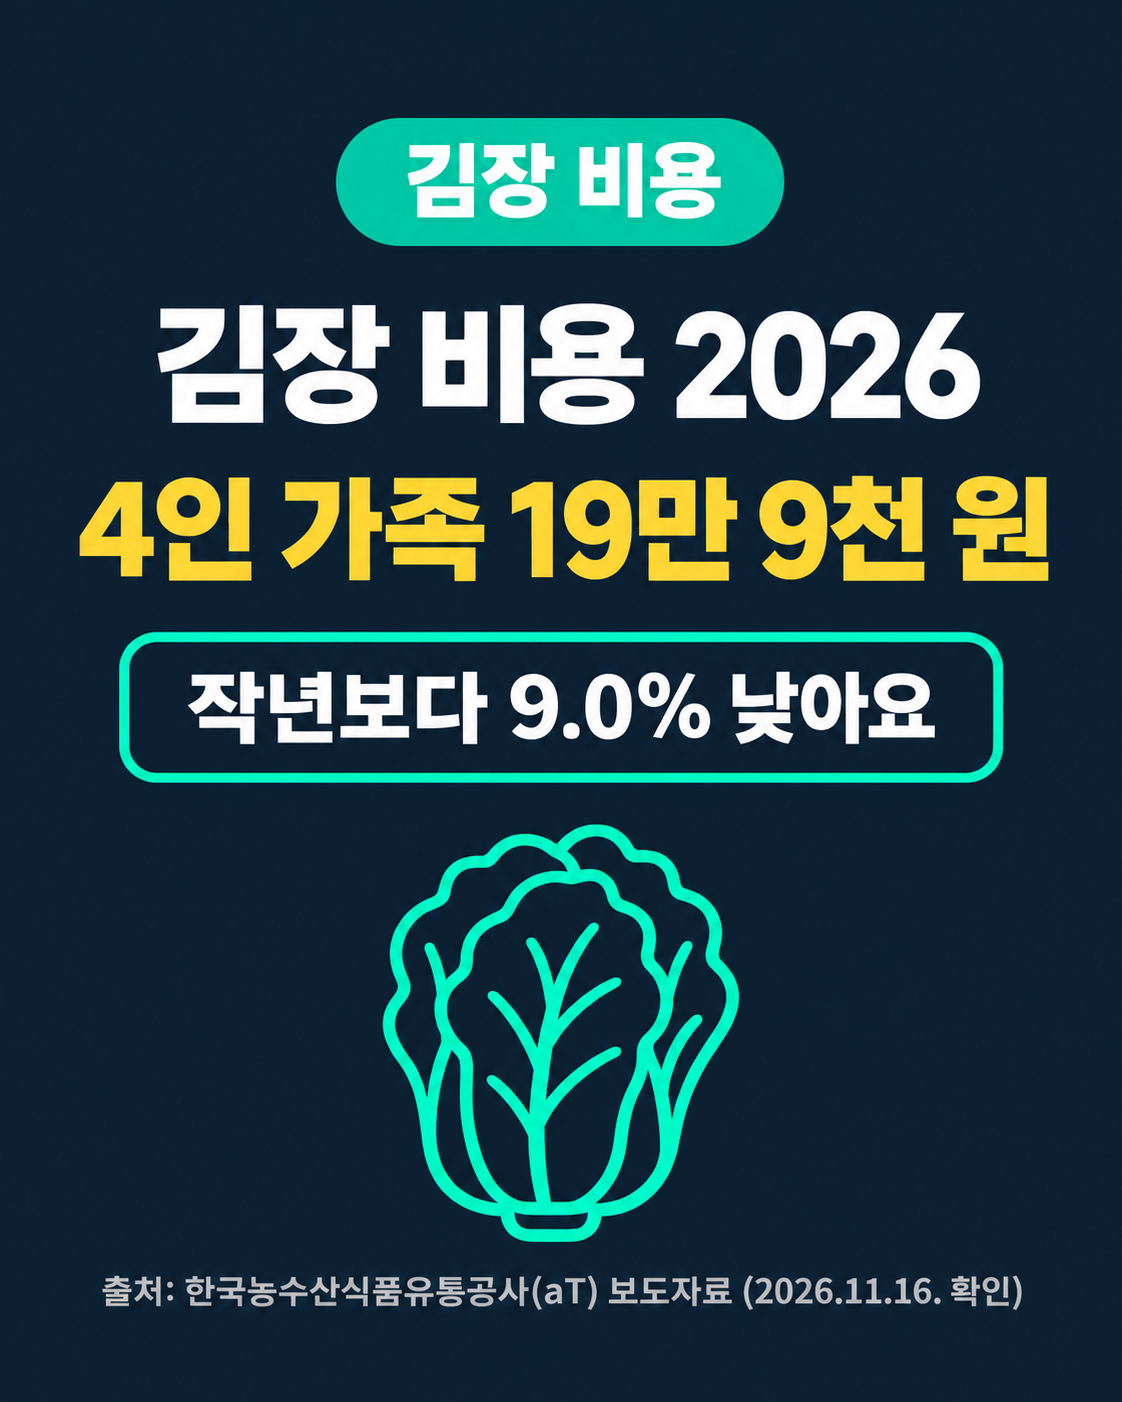 김장 비용
김장 비용 2026
4인 가족 19만 9천 원
작년보다 9.0% 낮아요
출처: 한국농수산식품유통공사(aT) 보도자료 (2026.11.16. 확인)